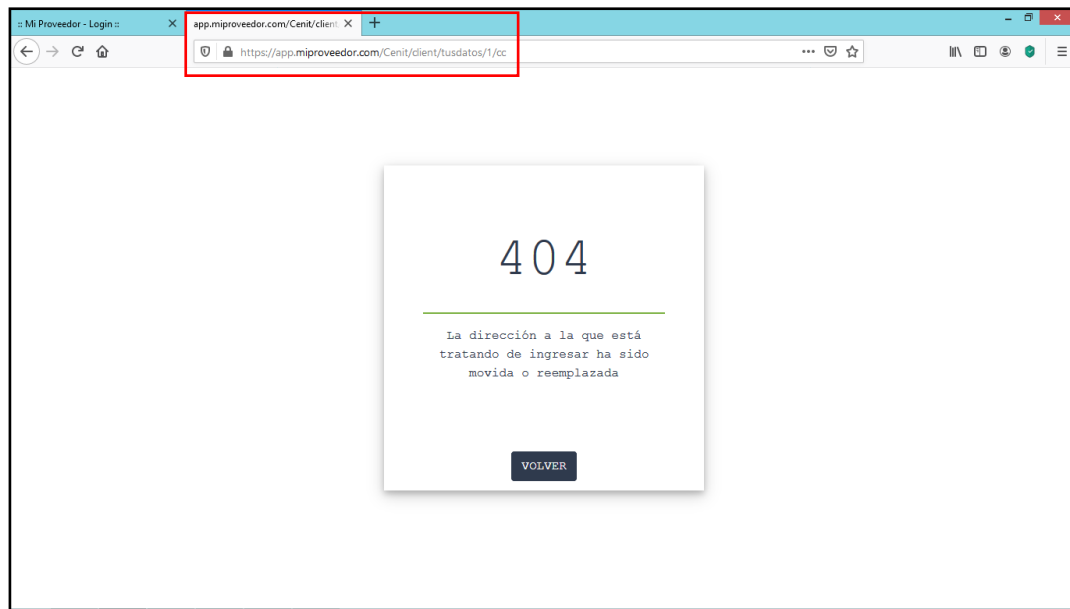 :: Mi Proveedor - Login ::
app.miproveedor.com/Cenit/client
https://app.miproveedor.com/Cenit/client/tusdatos/1/cc
404
La dirección a la que está
tratando de ingresar ha sido
movida o reemplazada
VOLVER